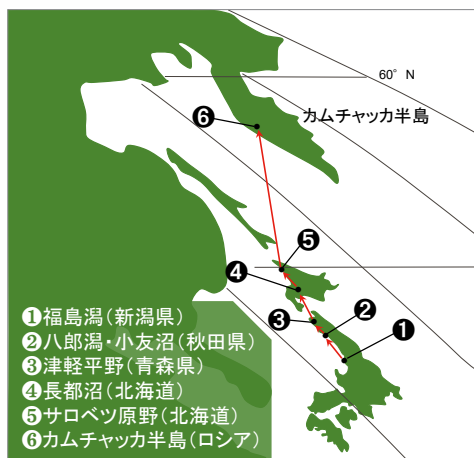 60° N
カムチャッカ半島
❻
❺
❹
❸
❷
❶
❶福島潟(新潟県)
❷八郎潟・小友沼(秋田県)
❸津軽平野(青森県)
❹長都沼(北海道)
❺サロベツ原野(北海道)
❻カムチャッカ半島(ロシア)